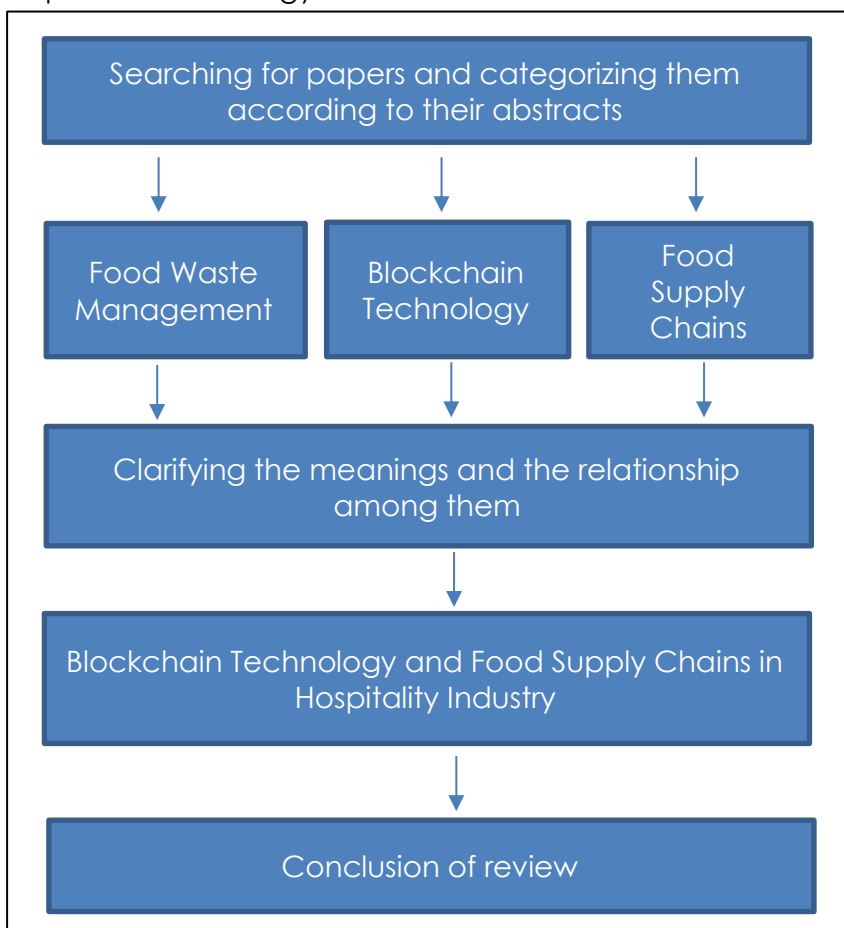 Searching for papers and categorizing them
according to their abstracts
Food Waste
Management
Blockchain
Technology
Food
Supply
Chains
Clarifying the meanings and the relationship
among them
Blockchain Technology and Food Supply Chains in
Hospitality Industry
Conclusion of review